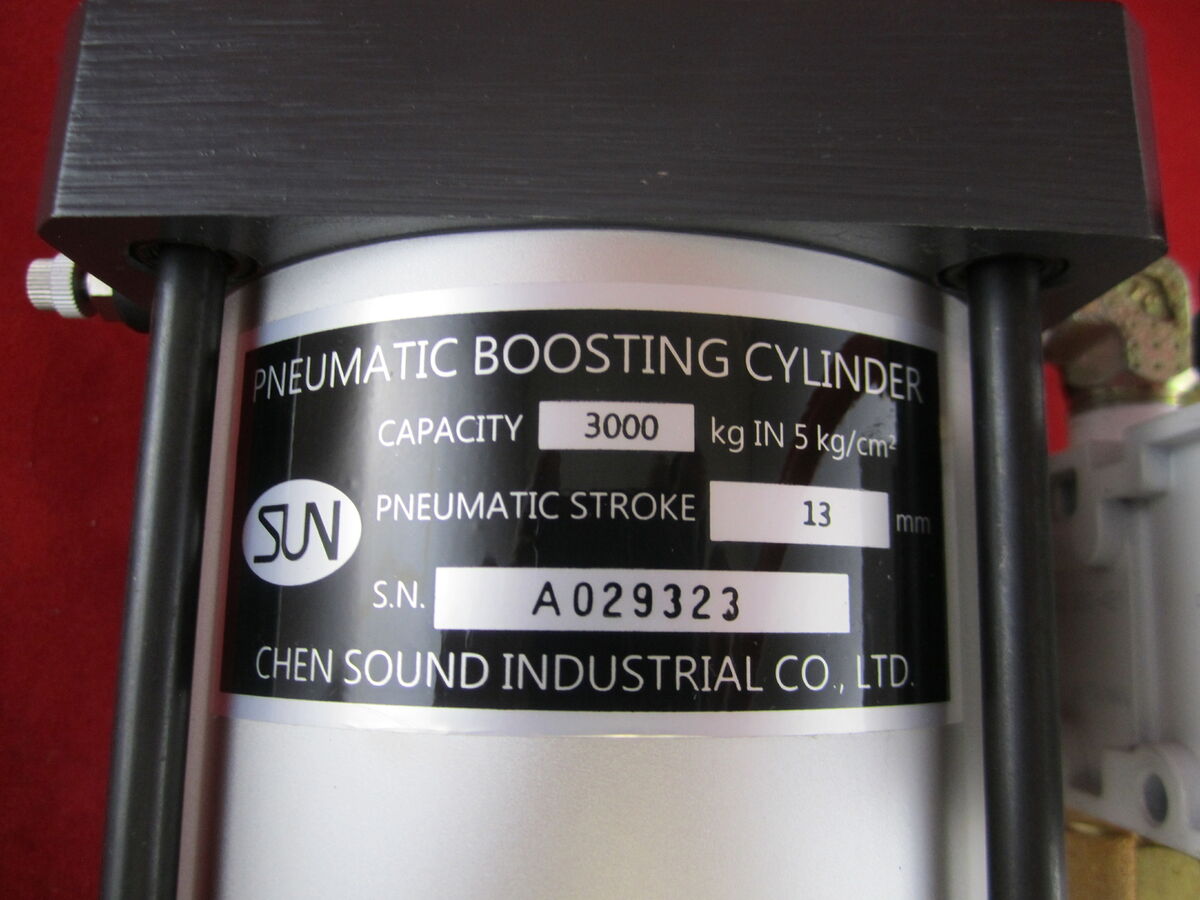 PNEUMATIC BOOSTING CYLINDER
CAPACITY 3000 kg IN 5 kg/cm²
PNEUMATIC STROKE 13 mm
SUN
S.N. A029323
CHEN SOUND INDUSTRIAL CO., LTD.